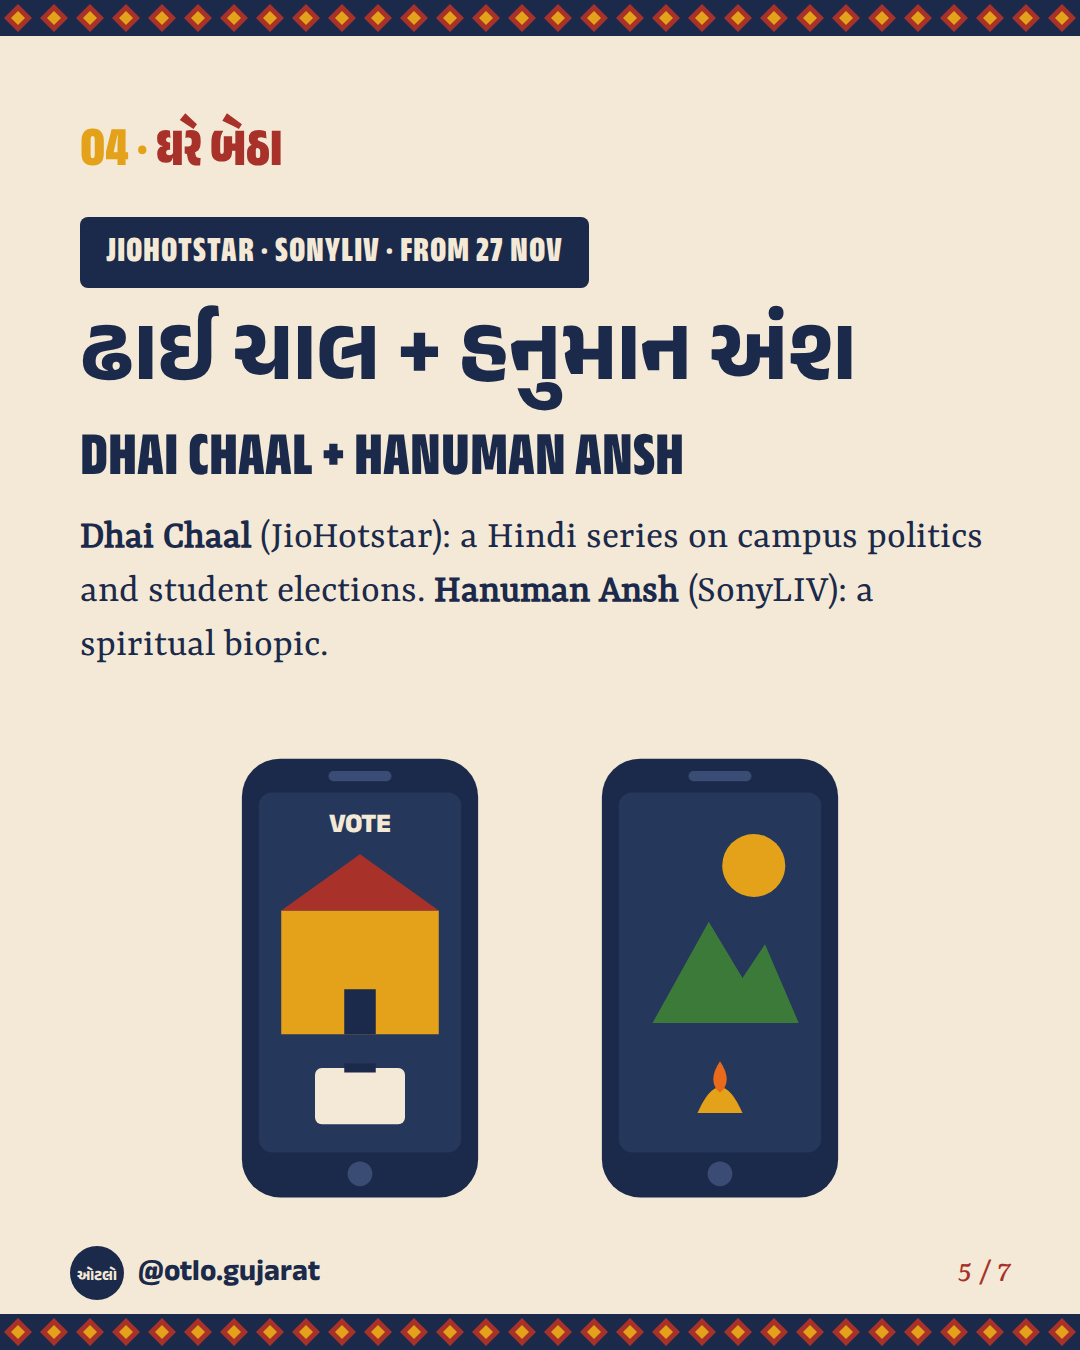 04 · ઘરે બેઠા
JIOHOTSTAR · SONYLIV · FROM 27 NOV
ઢાઈ ચાલ + હનુમાન અંશ
DHAI CHAAL + HANUMAN ANSH
Dhai Chaal (JioHotstar): a Hindi series on campus politics
and student elections. Hanuman Ansh (SonyLIV): a
spiritual biopic.
VOTE
ઓટલો @otlo.gujarat
5 / 7